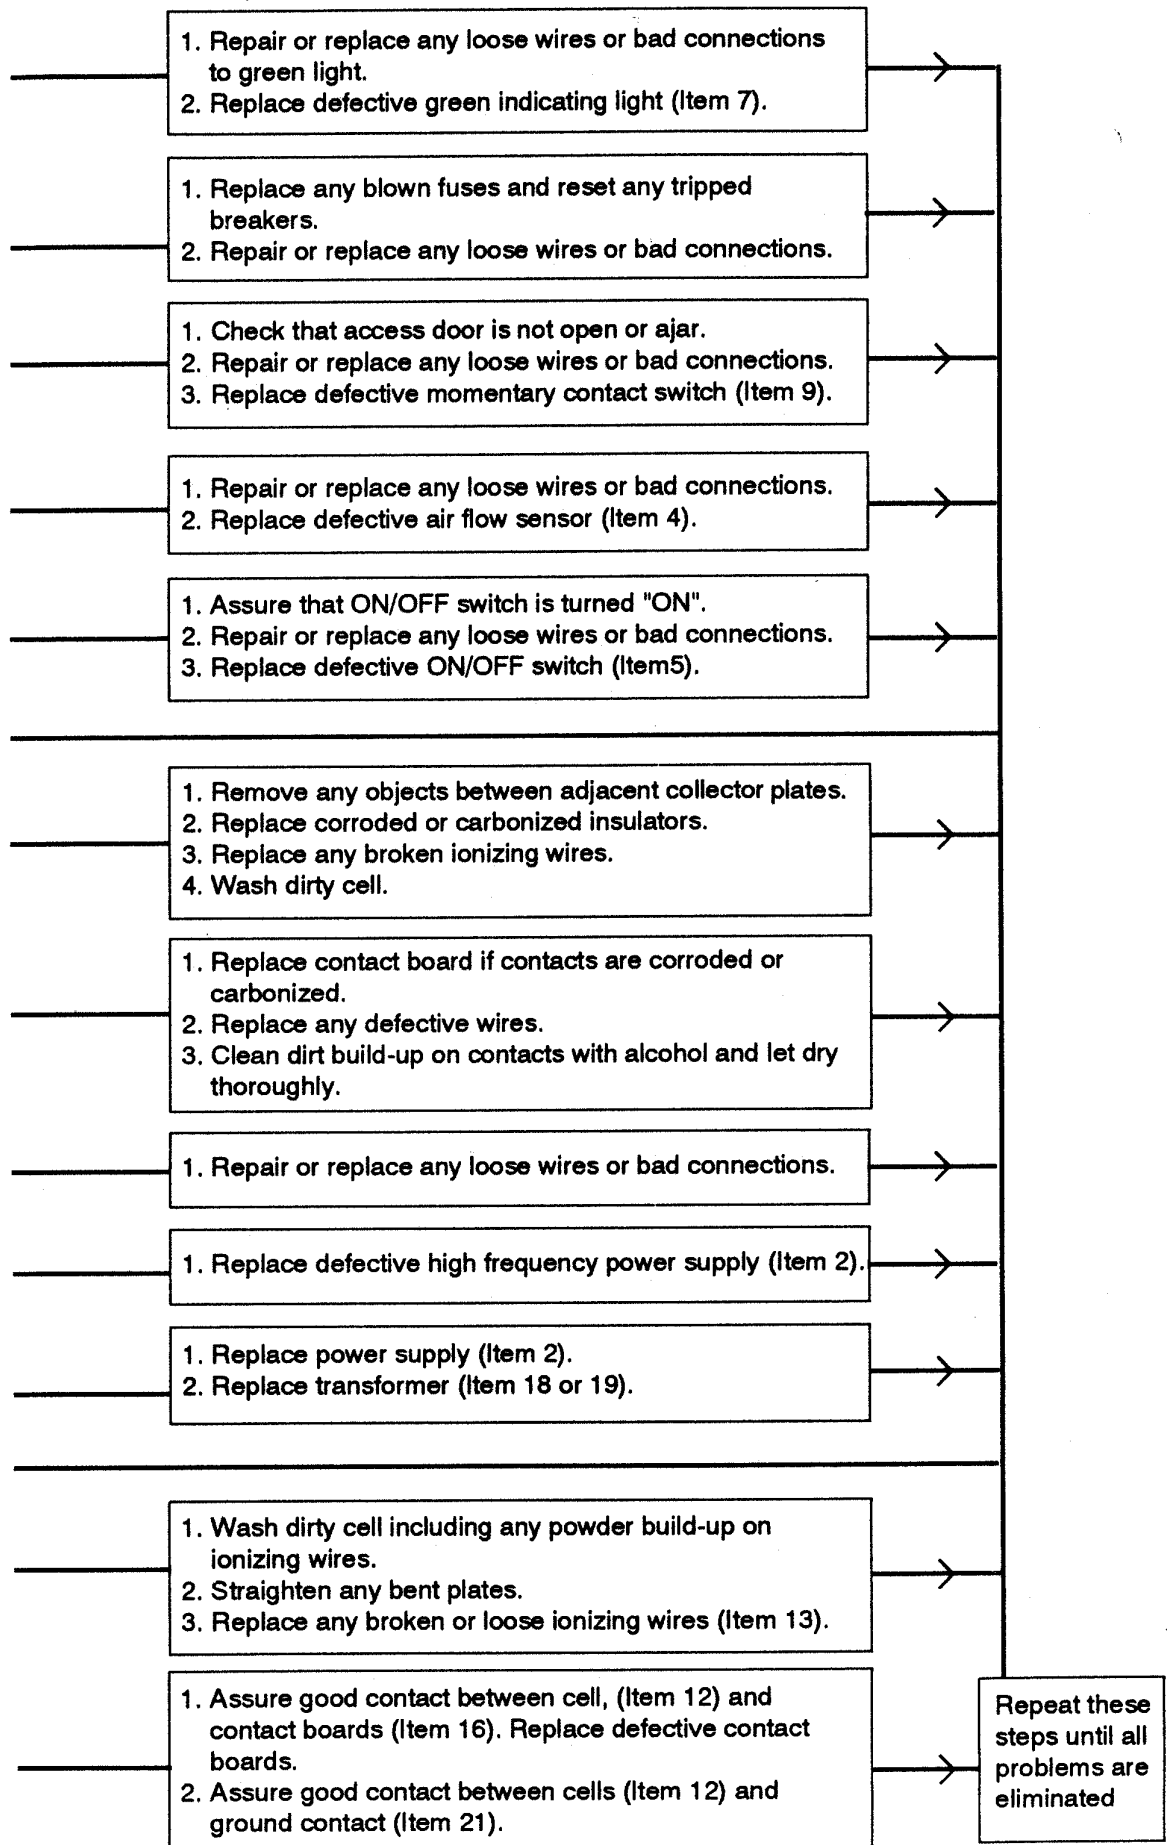 1. Repair or replace any loose wires or bad connections
to green light.
2. Replace defective green indicating light (Item 7).
1. Replace any blown fuses and reset any tripped
breakers.
2. Repair or replace any loose wires or bad connections.
1. Check that access door is not open or ajar.
2. Repair or replace any loose wires or bad connections.
3. Replace defective momentary contact switch (Item 9).
1. Repair or replace any loose wires or bad connections.
2. Replace defective air flow sensor (Item 4).
1. Assure that ON/OFF switch is turned "ON".
2. Repair or replace any loose wires or bad connections.
3. Replace defective ON/OFF switch (Item5).
1. Remove any objects between adjacent collector plates.
2. Replace corroded or carbonized insulators.
3. Replace any broken ionizing wires.
4. Wash dirty cell.
1. Replace contact board if contacts are corroded or
carbonized.
2. Replace any defective wires.
3. Clean dirt build-up on contacts with alcohol and let dry
thoroughly.
1. Repair or replace any loose wires or bad connections.
1. Replace defective high frequency power supply (Item 2).
1. Replace power supply (Item 2).
2. Replace transformer (Item 18 or 19).
1. Wash dirty cell including any powder build-up on
ionizing wires.
2. Straighten any bent plates.
3. Replace any broken or loose ionizing wires (Item 13).
1. Assure good contact between cell, (Item 12) and
contact boards (Item 16). Replace defective contact
boards.
2. Assure good contact between cells (Item 12) and
ground contact (Item 21).
Repeat these
steps until all
problems are
eliminated